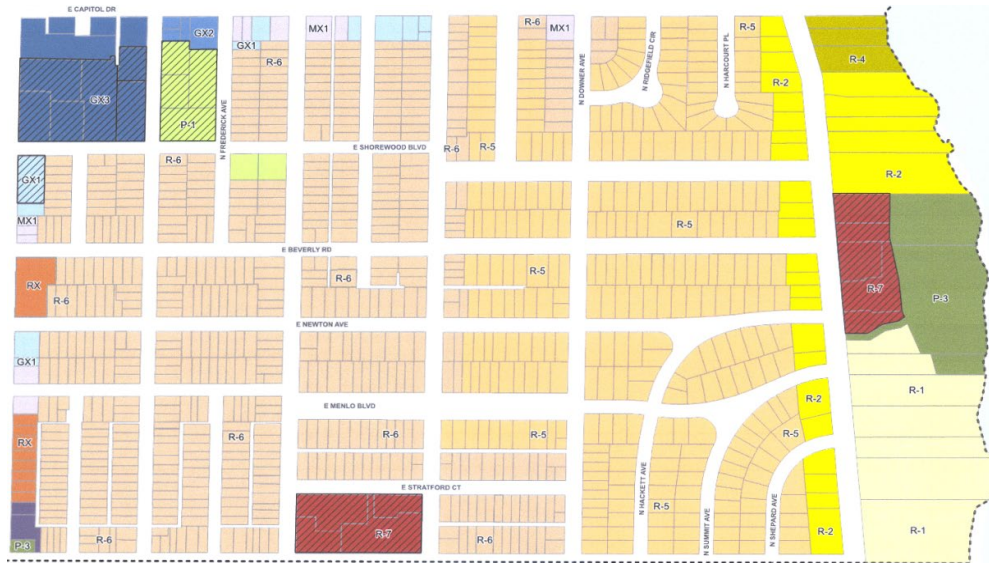 E CAPITOL DR
R-6
MX1
R-5
MX1
GX2
GX1
R-6
N DOWNER AVE
N RIDGEFIELD CIR
N HARCOURT PL
R-2
R-4
GX3
P-1
N FREDERICK AVE
R-6
E SHOREWOOD BLVD
R-6
R-5
GX1
R-2
MX1
R-5
E BEVERLY RD
RX
R-6
R-6
R-5
R-7
P-3
E NEWTON AVE
GX1
R-1
E MENLO BLVD
R-2
RX
R-6
R-6
R-5
R-5
N HACKETT AVE
E STRATFORD CT
R-5
N SUMMIT AVE
N SHEPARD AVE
P-3
R-6
R-7
R-6
R-2
R-1